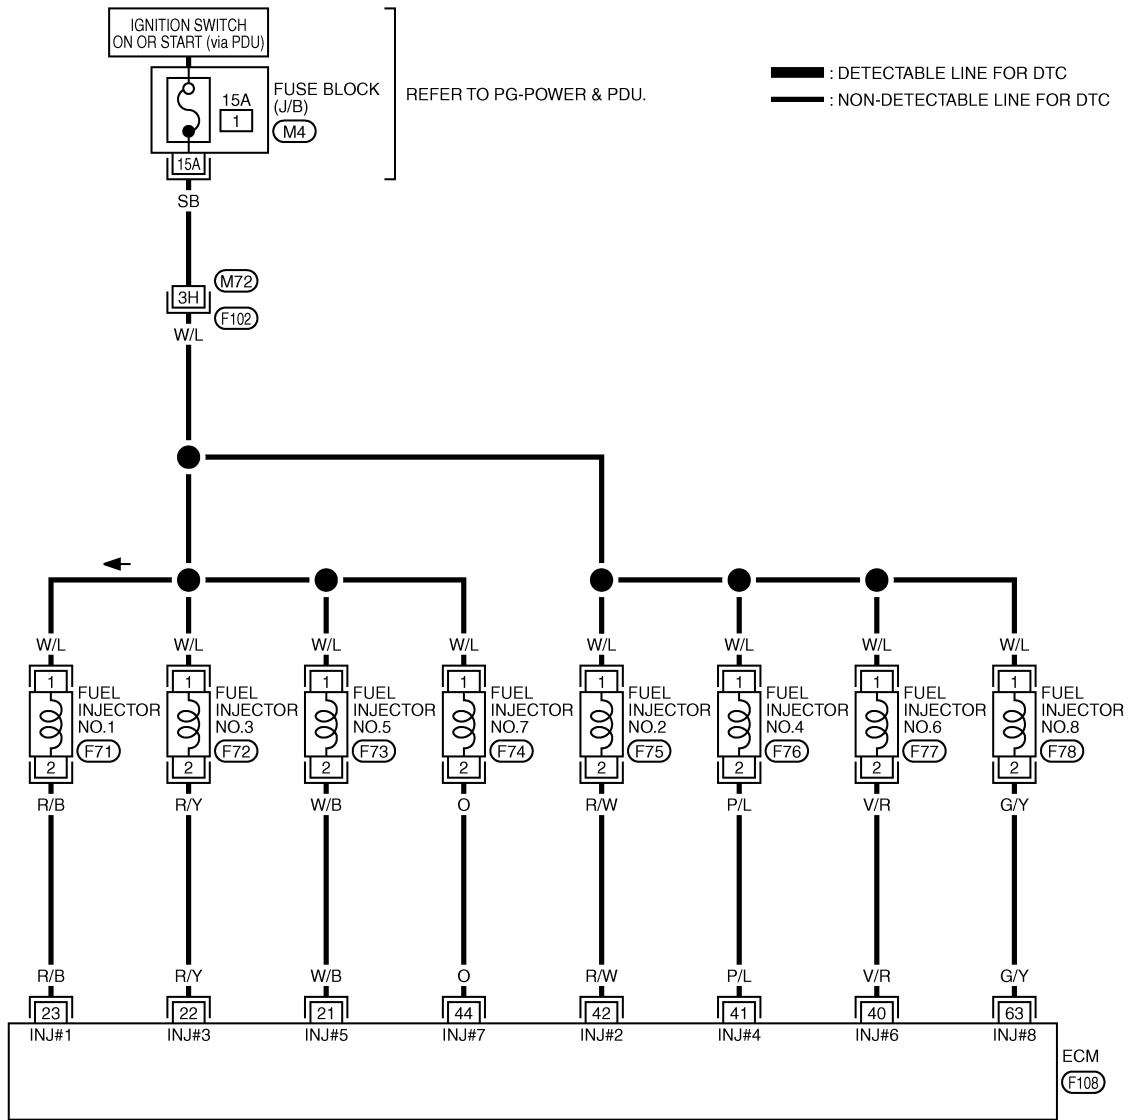 IGNITION SWITCH
ON OR START (via PDU)
15A
1
FUSE BLOCK
(J/B)
M4
REFER TO PG-POWER & PDU.
: DETECTABLE LINE FOR DTC
: NON-DETECTABLE LINE FOR DTC
15A
SB
M72
3H
F102
W/L
W/L W/L W/L W/L W/L W/L W/L W/L
1 1 1 1 1 1 1 1
FUEL
INJECTOR
NO.1
F71
FUEL
INJECTOR
NO.3
F72
FUEL
INJECTOR
NO.5
F73
FUEL
INJECTOR
NO.7
F74
FUEL
INJECTOR
NO.2
F75
FUEL
INJECTOR
NO.4
F76
FUEL
INJECTOR
NO.6
F77
FUEL
INJECTOR
NO.8
F78
2 2 2 2 2 2 2 2
R/B R/Y W/B O R/W P/L V/R G/Y
R/B R/Y W/B O R/W P/L V/R G/Y
23 22 21 44 42 41 40 63
INJ#1 INJ#3 INJ#5 INJ#7 INJ#2 INJ#4 INJ#6 INJ#8
ECM
F108